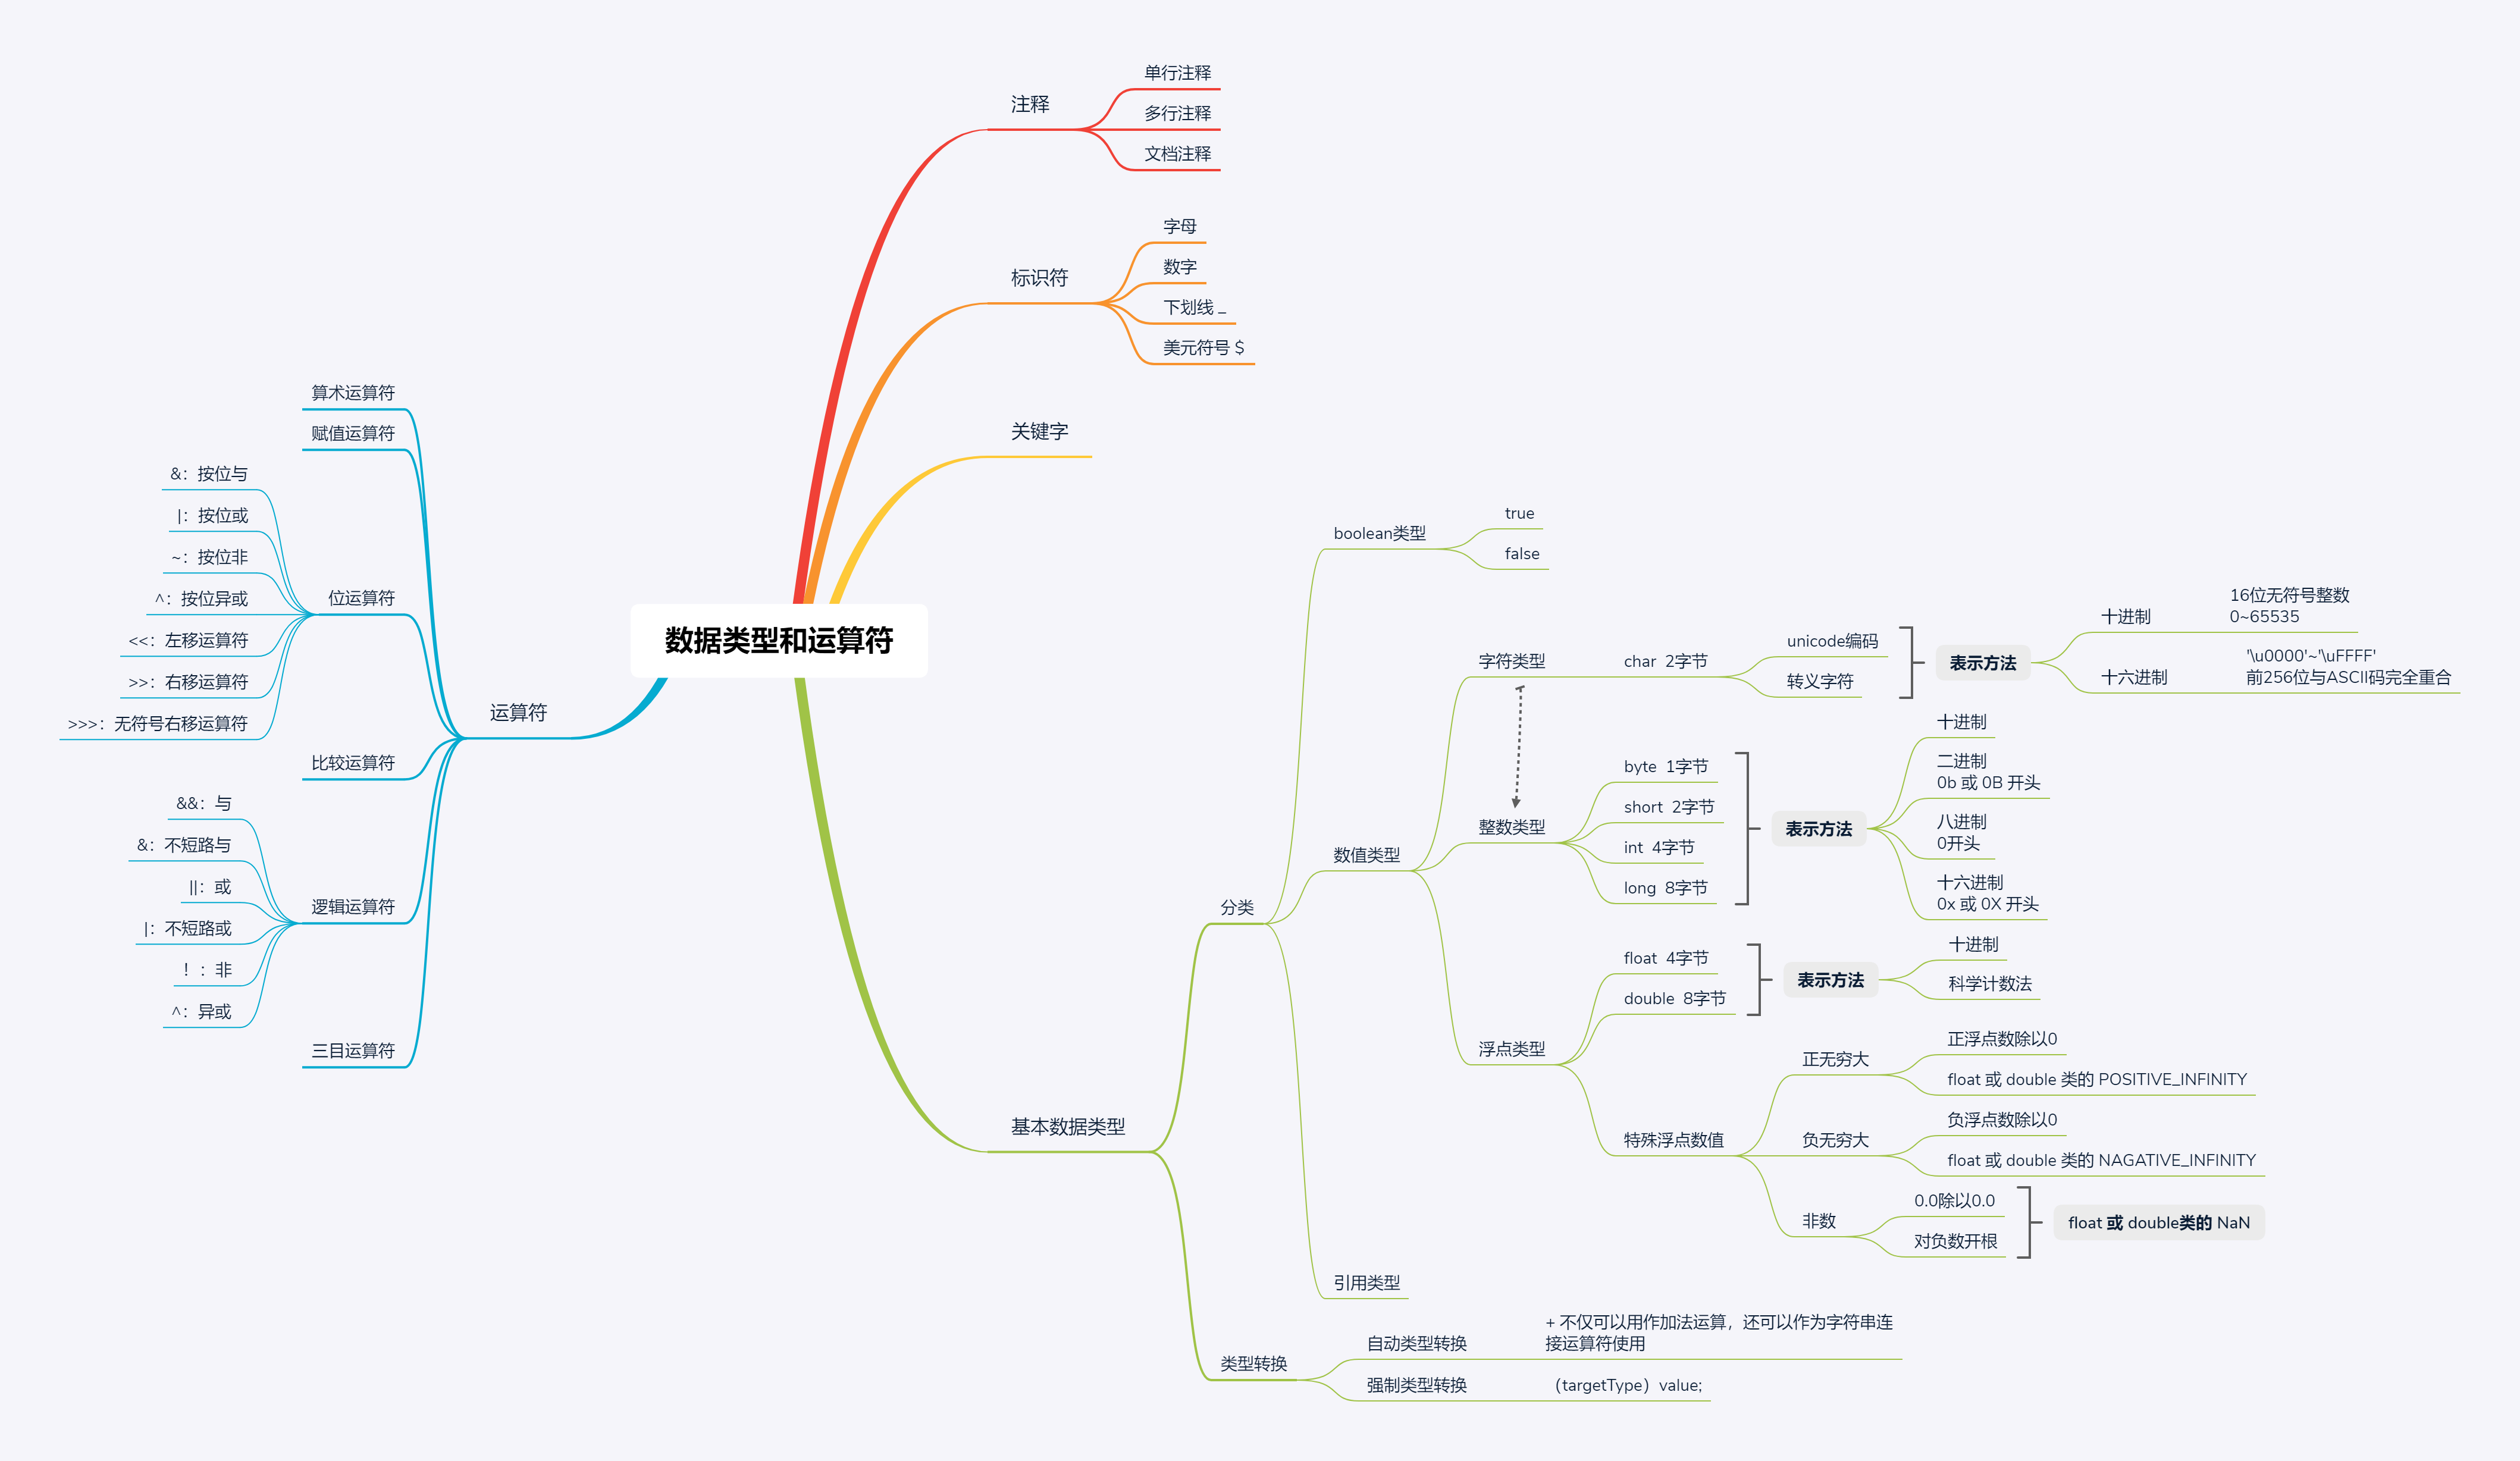 数据类型和运算符
注释
单行注释
多行注释
文档注释
标识符
字母
数字
下划线 _
美元符号 $
关键字
基本数据类型
分类
boolean类型
true
false
数值类型
字符类型
char 2字节
unicode编码
转义字符
表示方法
十进制
16位无符号整数
0~65535
十六进制
'\u0000'~'\uFFFF'
前256位与ASCII码完全重合
整数类型
byte 1字节
short 2字节
int 4字节
long 8字节
表示方法
十进制
二进制
0b 或 0B 开头
八进制
0开头
十六进制
0x 或 0X 开头
浮点类型
float 4字节
double 8字节
表示方法
十进制
科学计数法
特殊浮点数值
正无穷大
正浮点数除以0
float 或 double 类的 POSITIVE_INFINITY
负无穷大
负浮点数除以0
float 或 double 类的 NAGATIVE_INFINITY
非数
0.0除以0.0
对负数开根
float 或 double类的 NaN
引用类型
类型转换
自动类型转换
+ 不仅可以用作加法运算，还可以作为字符串连
接运算符使用
强制类型转换
（targetType）value;
运算符
算术运算符
赋值运算符
位运算符
&：按位与
|：按位或
~：按位非
^：按位异或
<<：左移运算符
>>：右移运算符
>>>：无符号右移运算符
比较运算符
逻辑运算符
&&：与
&：不短路与
||：或
|：不短路或
！：非
^：异或
三目运算符